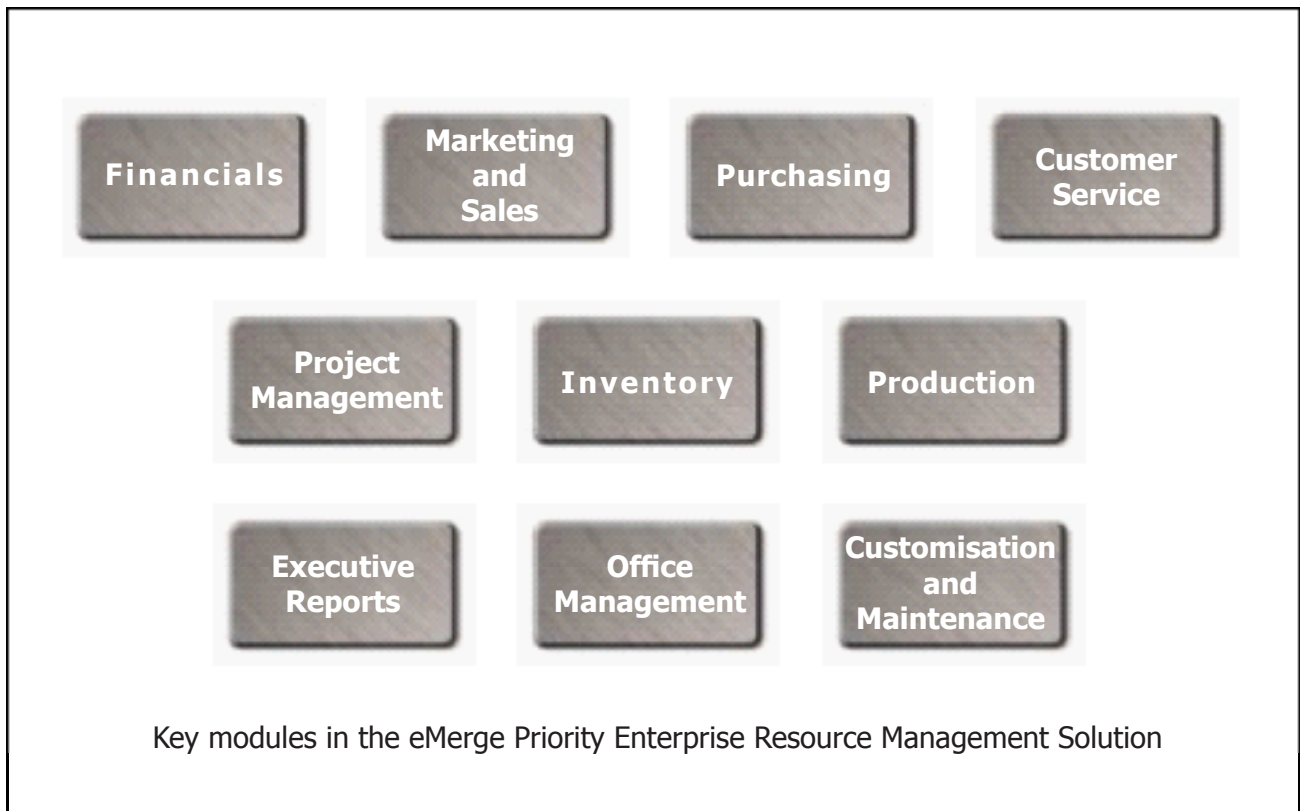 Financials
Marketing
and
Sales
Purchasing
Customer
Service
Project
Management
Inventory
Production
Executive
Reports
Office
Management
Customisation
and
Maintenance
Key modules in the eMerge Priority Enterprise Resource Management Solution